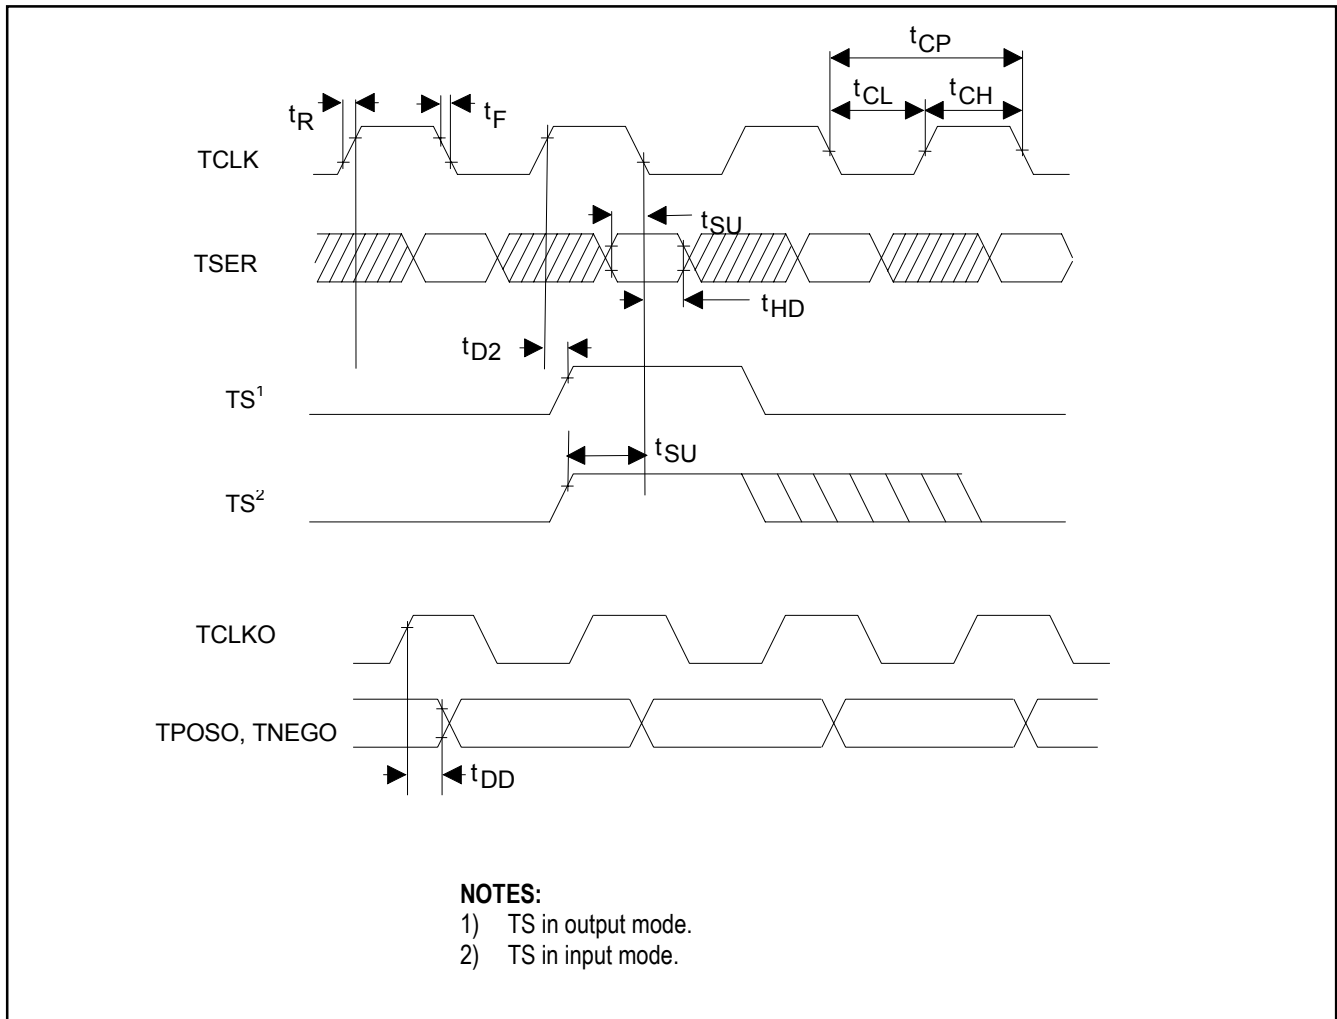 tCP
tCL tCH
tR tF
TCLK
tSU
TSER
tHD
tD2
TS1
tSU
TS2
TCLKO
TPOSO, TNEGO
tDD
NOTES:
1) TS in output mode.
2) TS in input mode.